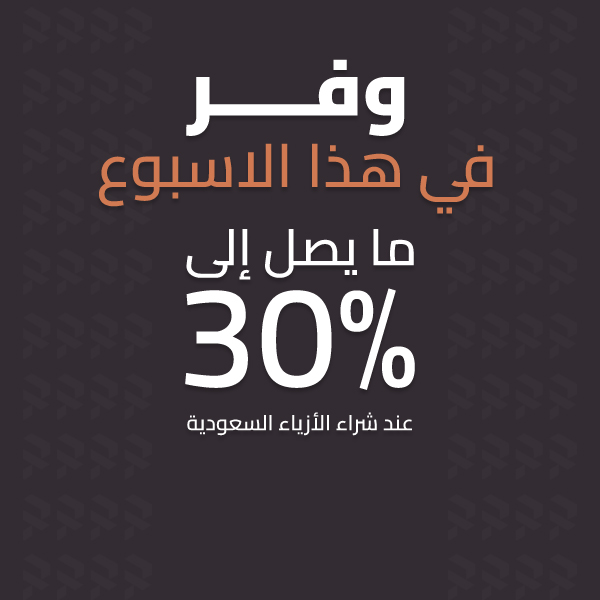 وفـــر
في هذا الاسبوع
ما يصل إلى
30%
عند شراء الأزياء السعودية